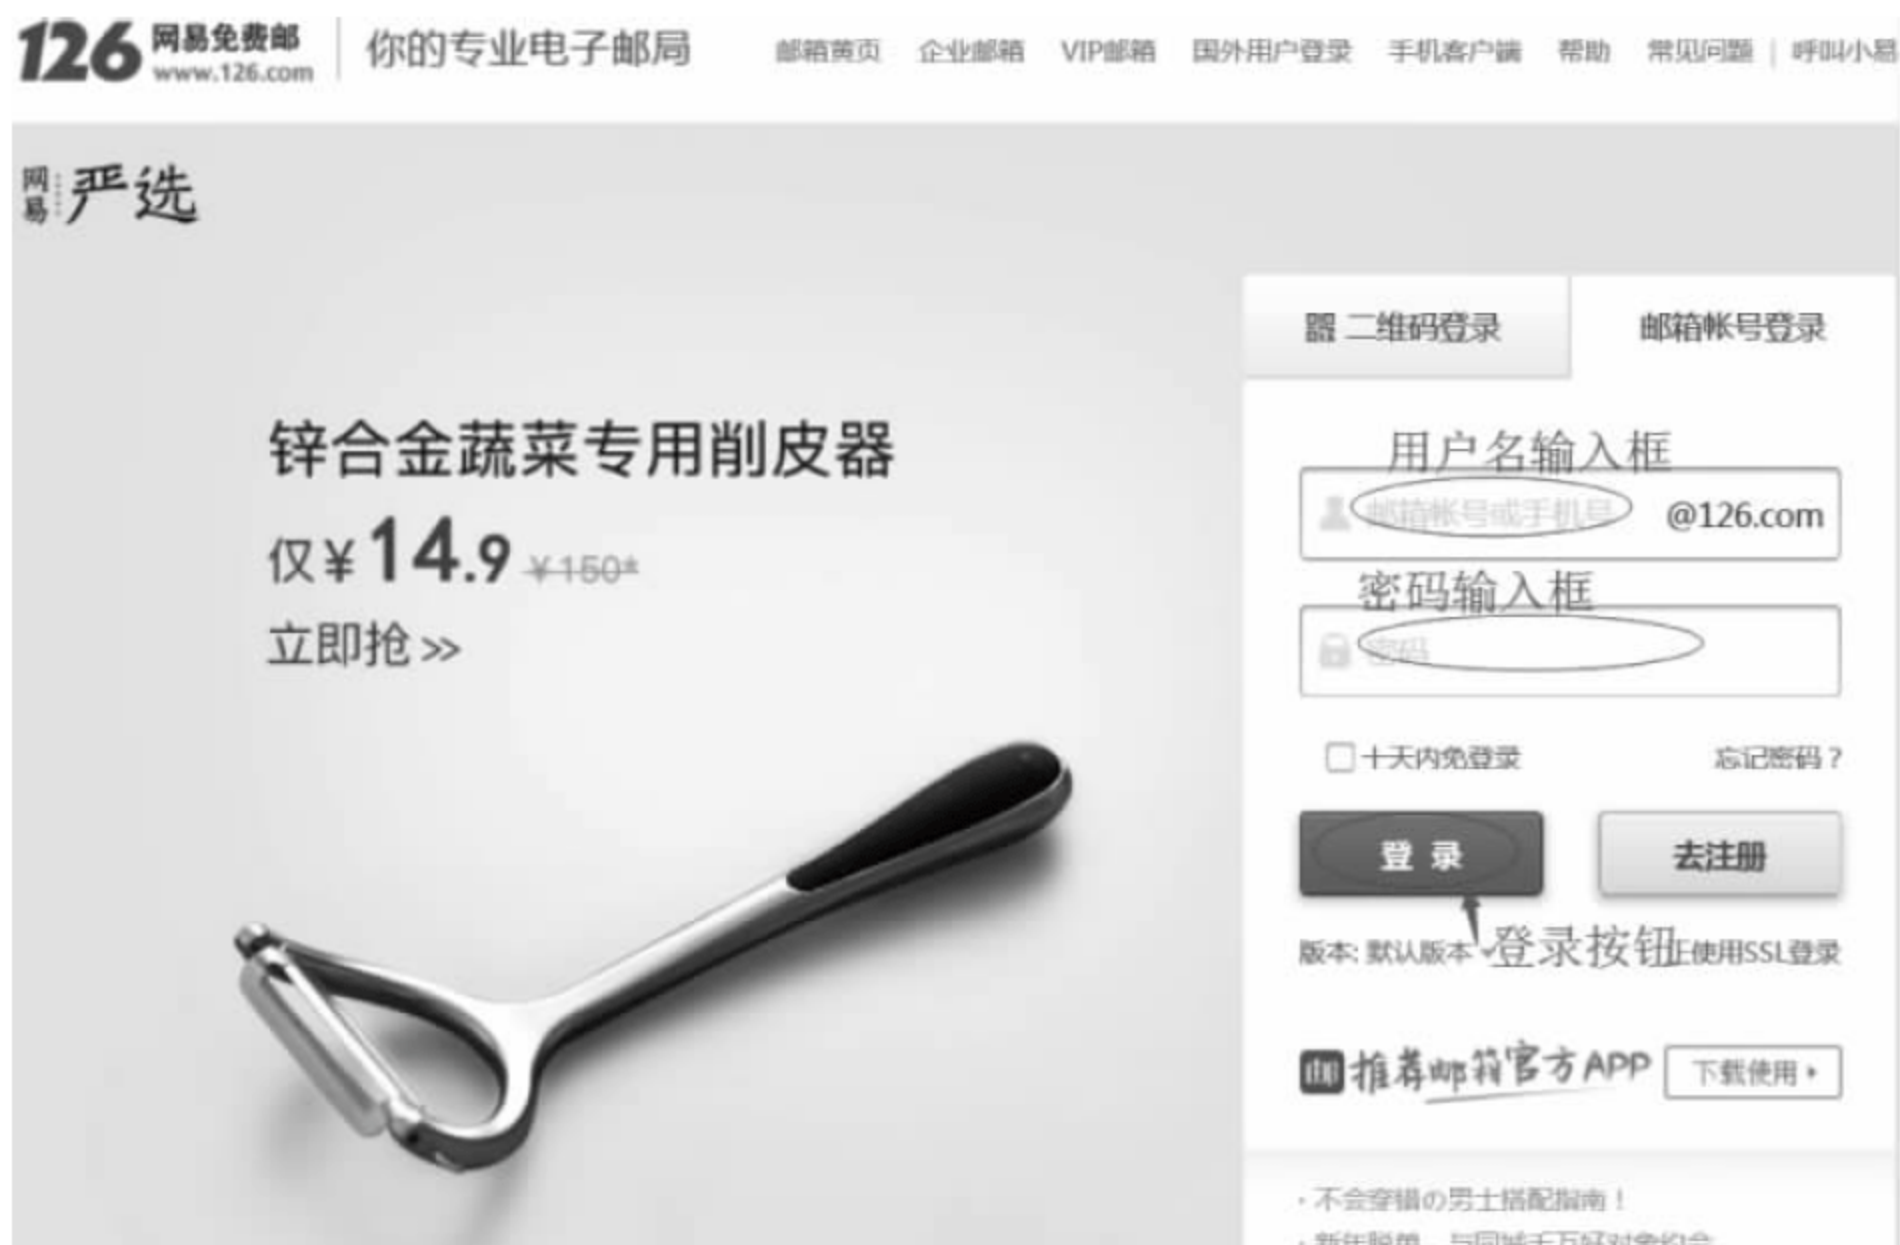 126 网易免费邮 www.126.com 你的专业电子邮局 邮箱黄页 企业邮箱 VIP邮箱 国外用户登录 手机客户端 帮助 常见问题 | 呼叫小易
网易 严选
二维码登录 邮箱帐号登录
锌合金蔬菜专用削皮器
仅¥14.9 ¥150*
立即抢>>
用户名输入框
邮箱帐号或手机号 @126.com
密码输入框
密码
十天内免登录 忘记密码?
登 录 去注册
登录按钮
版本: 默认版本 使用SSL登录
推荐邮箱官方APP 下载使用
· 不会穿错の男士搭配指南!